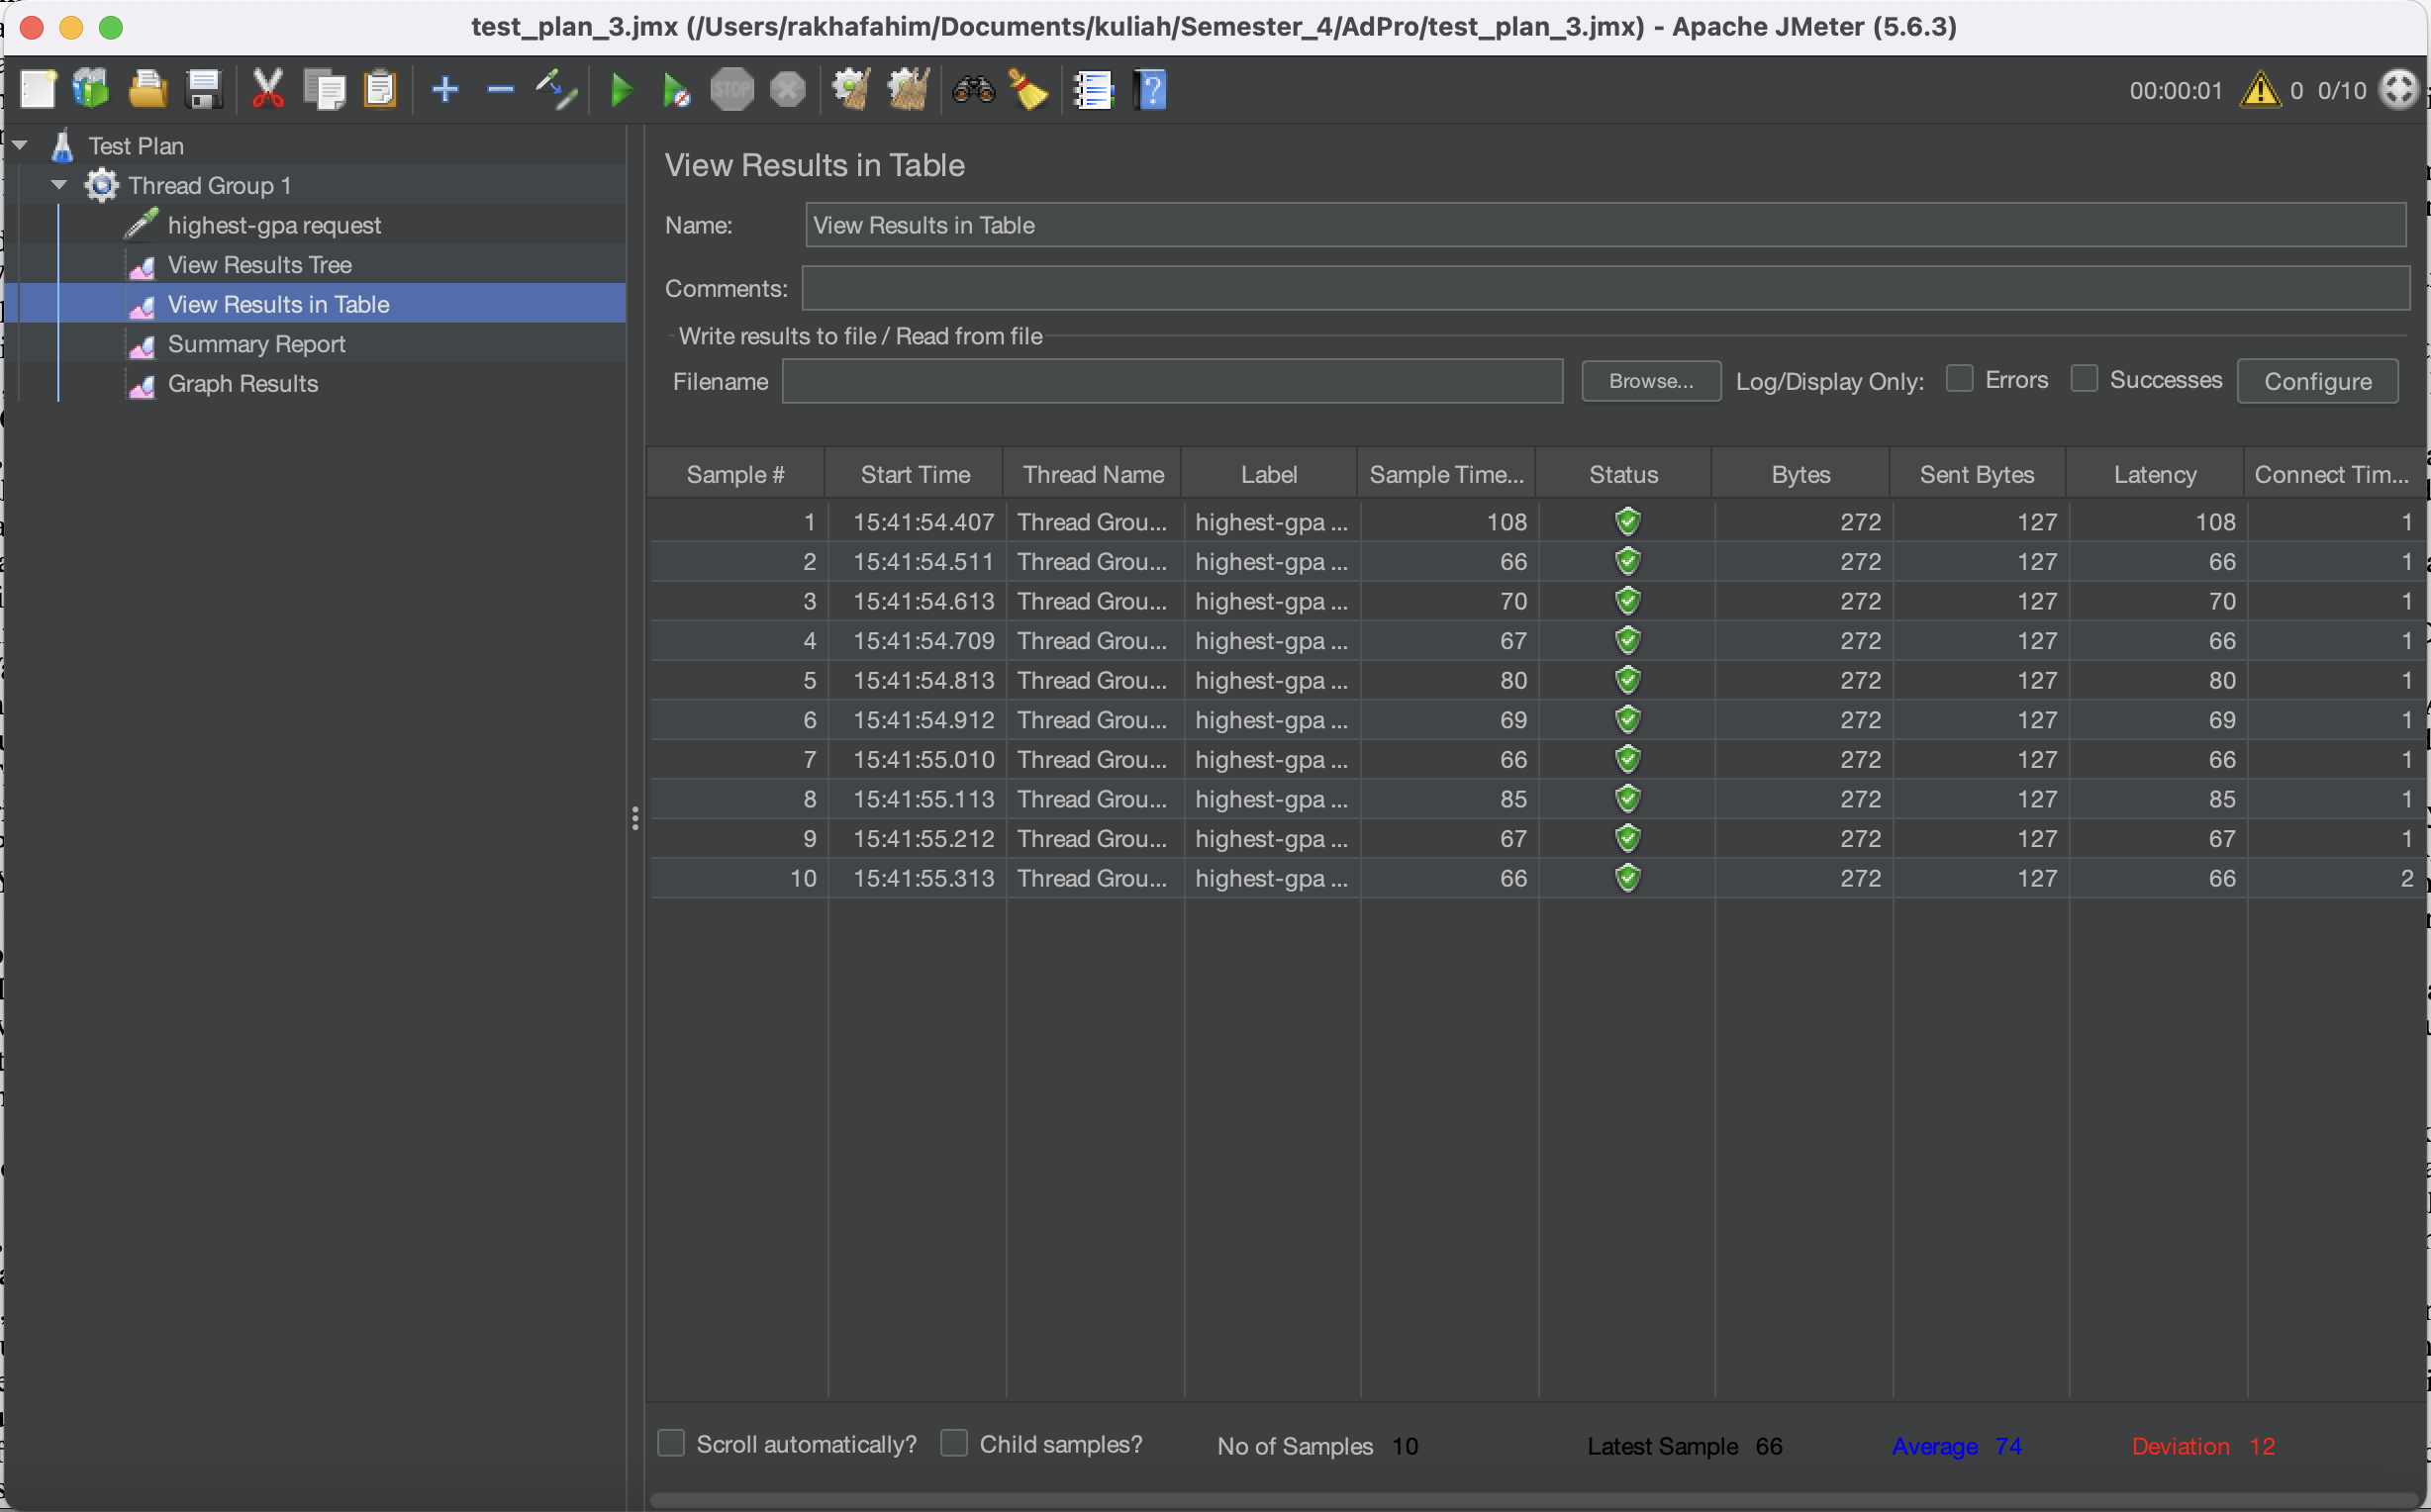 test_plan_3.jmx (/Users/rakhafahim/Documents/kuliah/Semester_4/AdPro/test_plan_3.jmx) - Apache JMeter (5.6.3)
STOP
00:00:01 0 0/10
Test Plan
Thread Group 1
highest-gpa request
View Results Tree
View Results in Table
Summary Report
Graph Results
View Results in Table
Name: View Results in Table
Comments:
Write results to file / Read from file
Filename Browse... Log/Display Only: Errors Successes Configure
Sample # Start Time Thread Name Label Sample Time... Status Bytes Sent Bytes Latency Connect Tim...
1 15:41:54.407 Thread Grou... highest-gpa ... 108 272 127 108 1
2 15:41:54.511 Thread Grou... highest-gpa ... 66 272 127 66 1
3 15:41:54.613 Thread Grou... highest-gpa ... 70 272 127 70 1
4 15:41:54.709 Thread Grou... highest-gpa ... 67 272 127 66 1
5 15:41:54.813 Thread Grou... highest-gpa ... 80 272 127 80 1
6 15:41:54.912 Thread Grou... highest-gpa ... 69 272 127 69 1
7 15:41:55.010 Thread Grou... highest-gpa ... 66 272 127 66 1
8 15:41:55.113 Thread Grou... highest-gpa ... 85 272 127 85 1
9 15:41:55.212 Thread Grou... highest-gpa ... 67 272 127 67 1
10 15:41:55.313 Thread Grou... highest-gpa ... 66 272 127 66 2
Scroll automatically? Child samples? No of Samples 10 Latest Sample 66 Average 74 Deviation 12